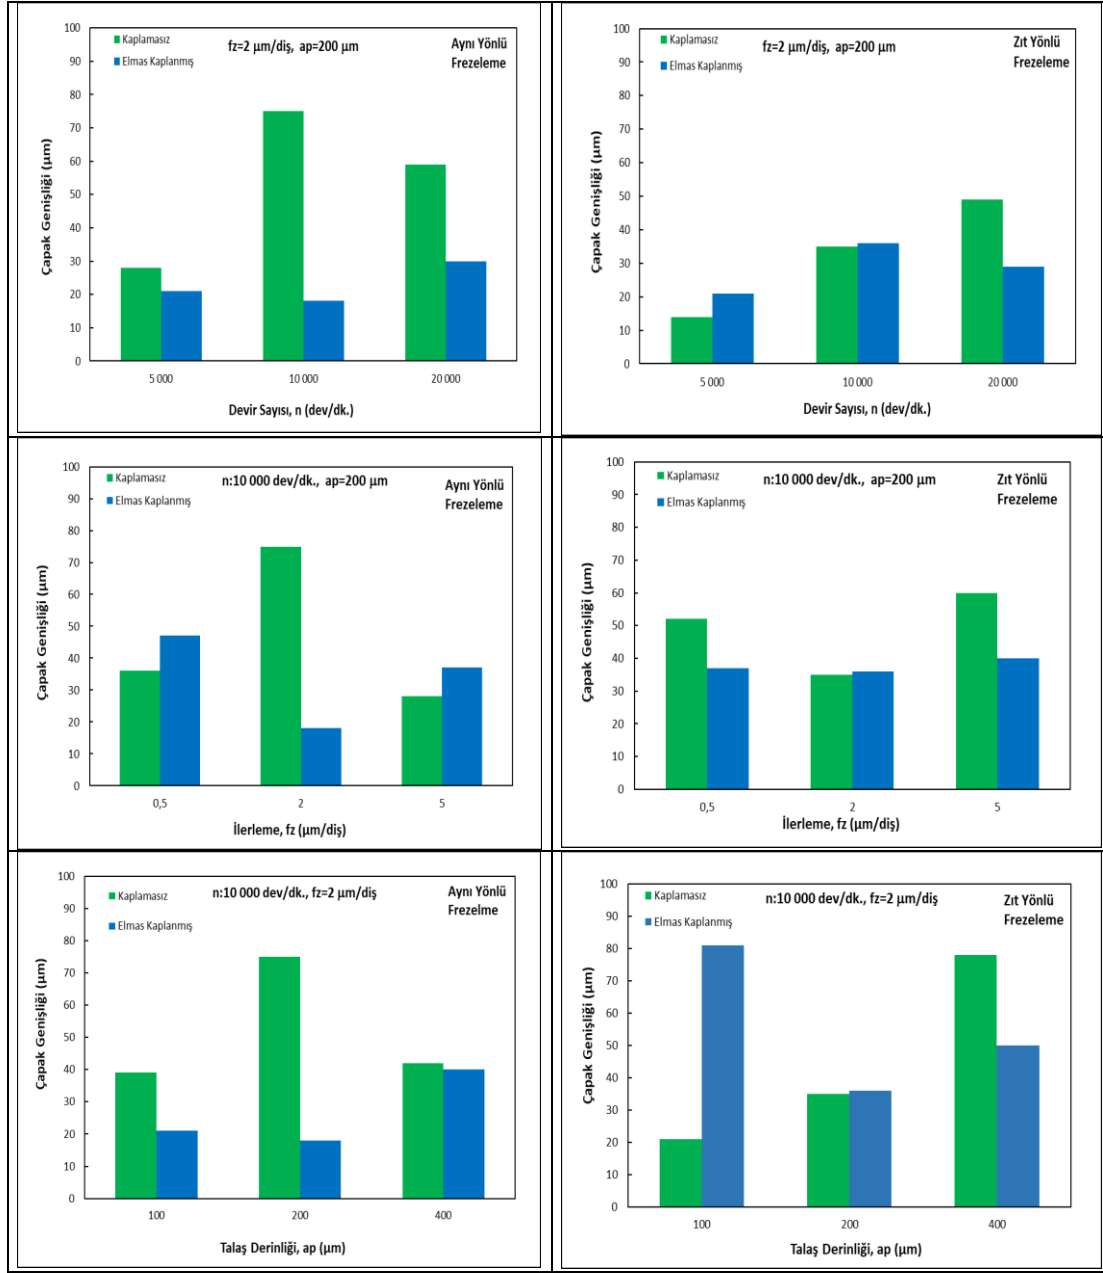 Kaplamasız
Elmas Kaplanmış
fz=2 µm/diş, ap=200 µm
Aynı Yönlü
Frezeleme
Çapak Genişliği (µm)
100
90
80
70
60
50
40
30
20
10
0
5 000 10 000 20 000
Devir Sayısı, n (dev/dk.)
Kaplamasız
Elmas Kaplanmış
fz=2 µm/diş, ap=200 µm
Zıt Yönlü
Frezeleme
Çapak Genişliği (µm)
100
90
80
70
60
50
40
30
20
10
0
5 000 10 000 20 000
Devir Sayısı, n (dev/dk.)
Kaplamasız
Elmas Kaplanmış
n:10 000 dev/dk., ap=200 µm
Aynı Yönlü
Frezeleme
Çapak Genişliği (µm)
100
90
80
70
60
50
40
30
20
10
0
0,5 2 5
İlerleme, fz (µm/diş)
Kaplamasız
Elmas Kaplanmış
n:10 000 dev/dk., ap=200 µm
Zıt Yönlü
Frezeleme
Çapak Genişliği (µm)
100
90
80
70
60
50
40
30
20
10
0
0,5 2 5
İlerleme, fz (µm/diş)
Kaplamasız
Elmas Kaplanmış
n:10 000 dev/dk., fz=2 µm/diş
Aynı Yönlü
Frezelme
Çapak Genişliği (µm)
100
90
80
70
60
50
40
30
20
10
0
100 200 400
Talaş Derinliği, ap (µm)
Kaplamasız
Elmas Kaplanmış
n:10 000 dev/dk., fz=2 µm/diş
Zıt Yönlü
Frezeleme
Çapak Genişliği (µm)
100
90
80
70
60
50
40
30
20
10
0
100 200 400
Talaş Derinliği, ap (µm)